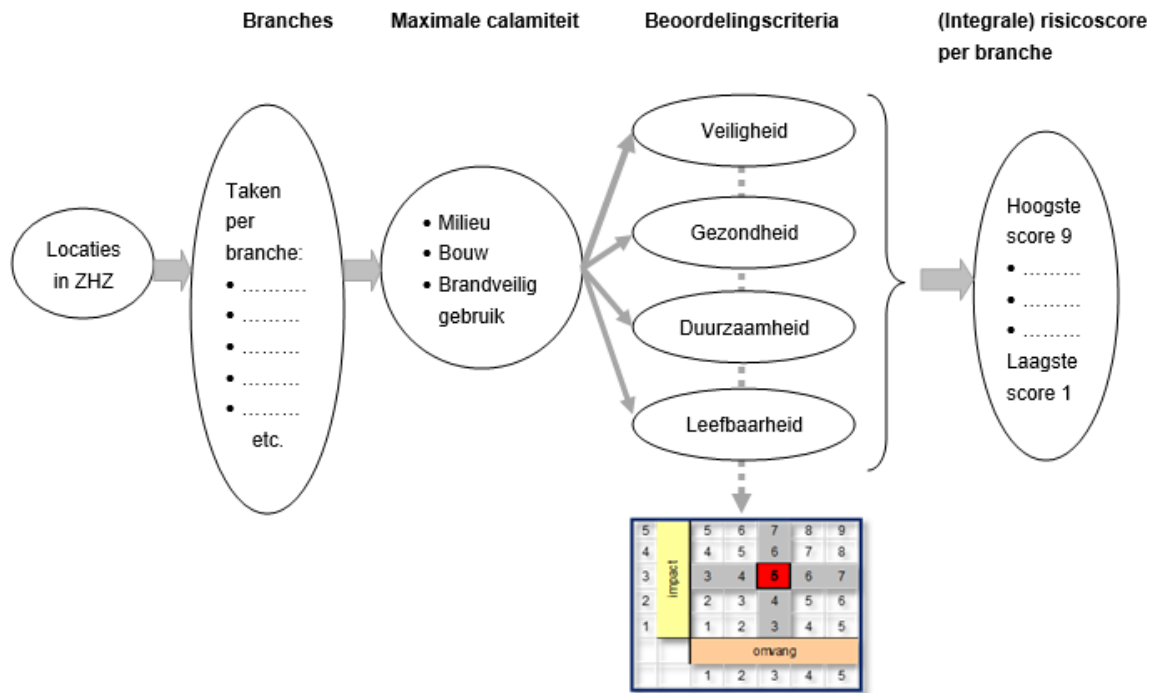 Branches
Maximale calamiteit
Beoordelingscriteria
(Integrale) risicoscore
per branche
Locaties
in ZHZ
Taken
per
branche:
• ……….
• ………
• ………
• ………
• ………
etc.
• Milieu
• Bouw
• Brandveilig
gebruik
Veiligheid
Gezondheid
Duurzaamheid
Leefbaarheid
Hoogste
score 9
• ………
• ………
• ………
Laagste
score 1
5 5 6 7 8 9
4 4 5 6 7 8
3 impact 3 4 5 6 7
2 2 3 4 5 6
1 1 2 3 4 5
omvang
1 2 3 4 5